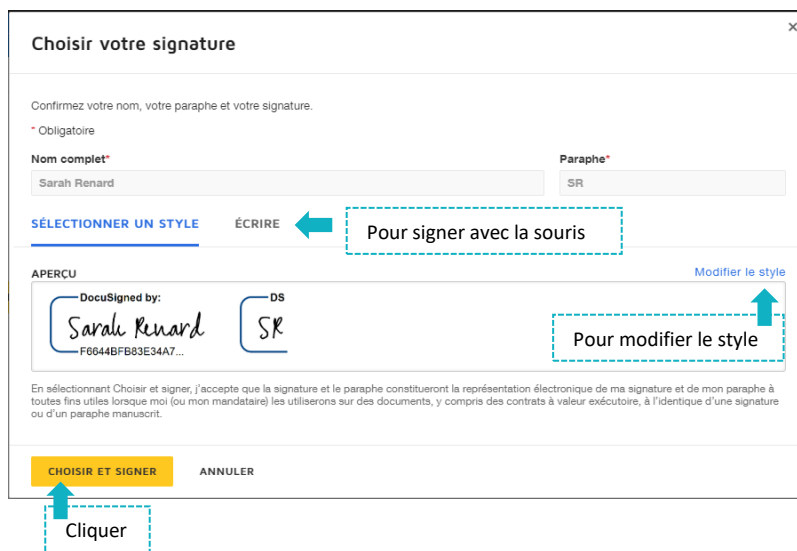 Choisir votre signature
×
Confirmez votre nom, votre paraphe et votre signature.
* Obligatoire
Nom complet* Paraphe*
Sarah Renard SR
SÉLECTIONNER UN STYLE ÉCRIRE Pour signer avec la souris
APERÇU Modifier le style
DocuSigned by: DS
Sarah Renard SR
F6644BFB83E34A7...
Pour modifier le style
En sélectionnant Choisir et signer, j'accepte que la signature et le paraphe constitueront la représentation électronique de ma signature et de mon paraphe à
toutes fins utiles lorsque moi (ou mon mandataire) les utiliserons sur des documents, y compris des contrats à valeur exécutoire, à l'identique d'une signature
ou d'un paraphe manuscrit.
CHOISIR ET SIGNER ANNULER
Cliquer